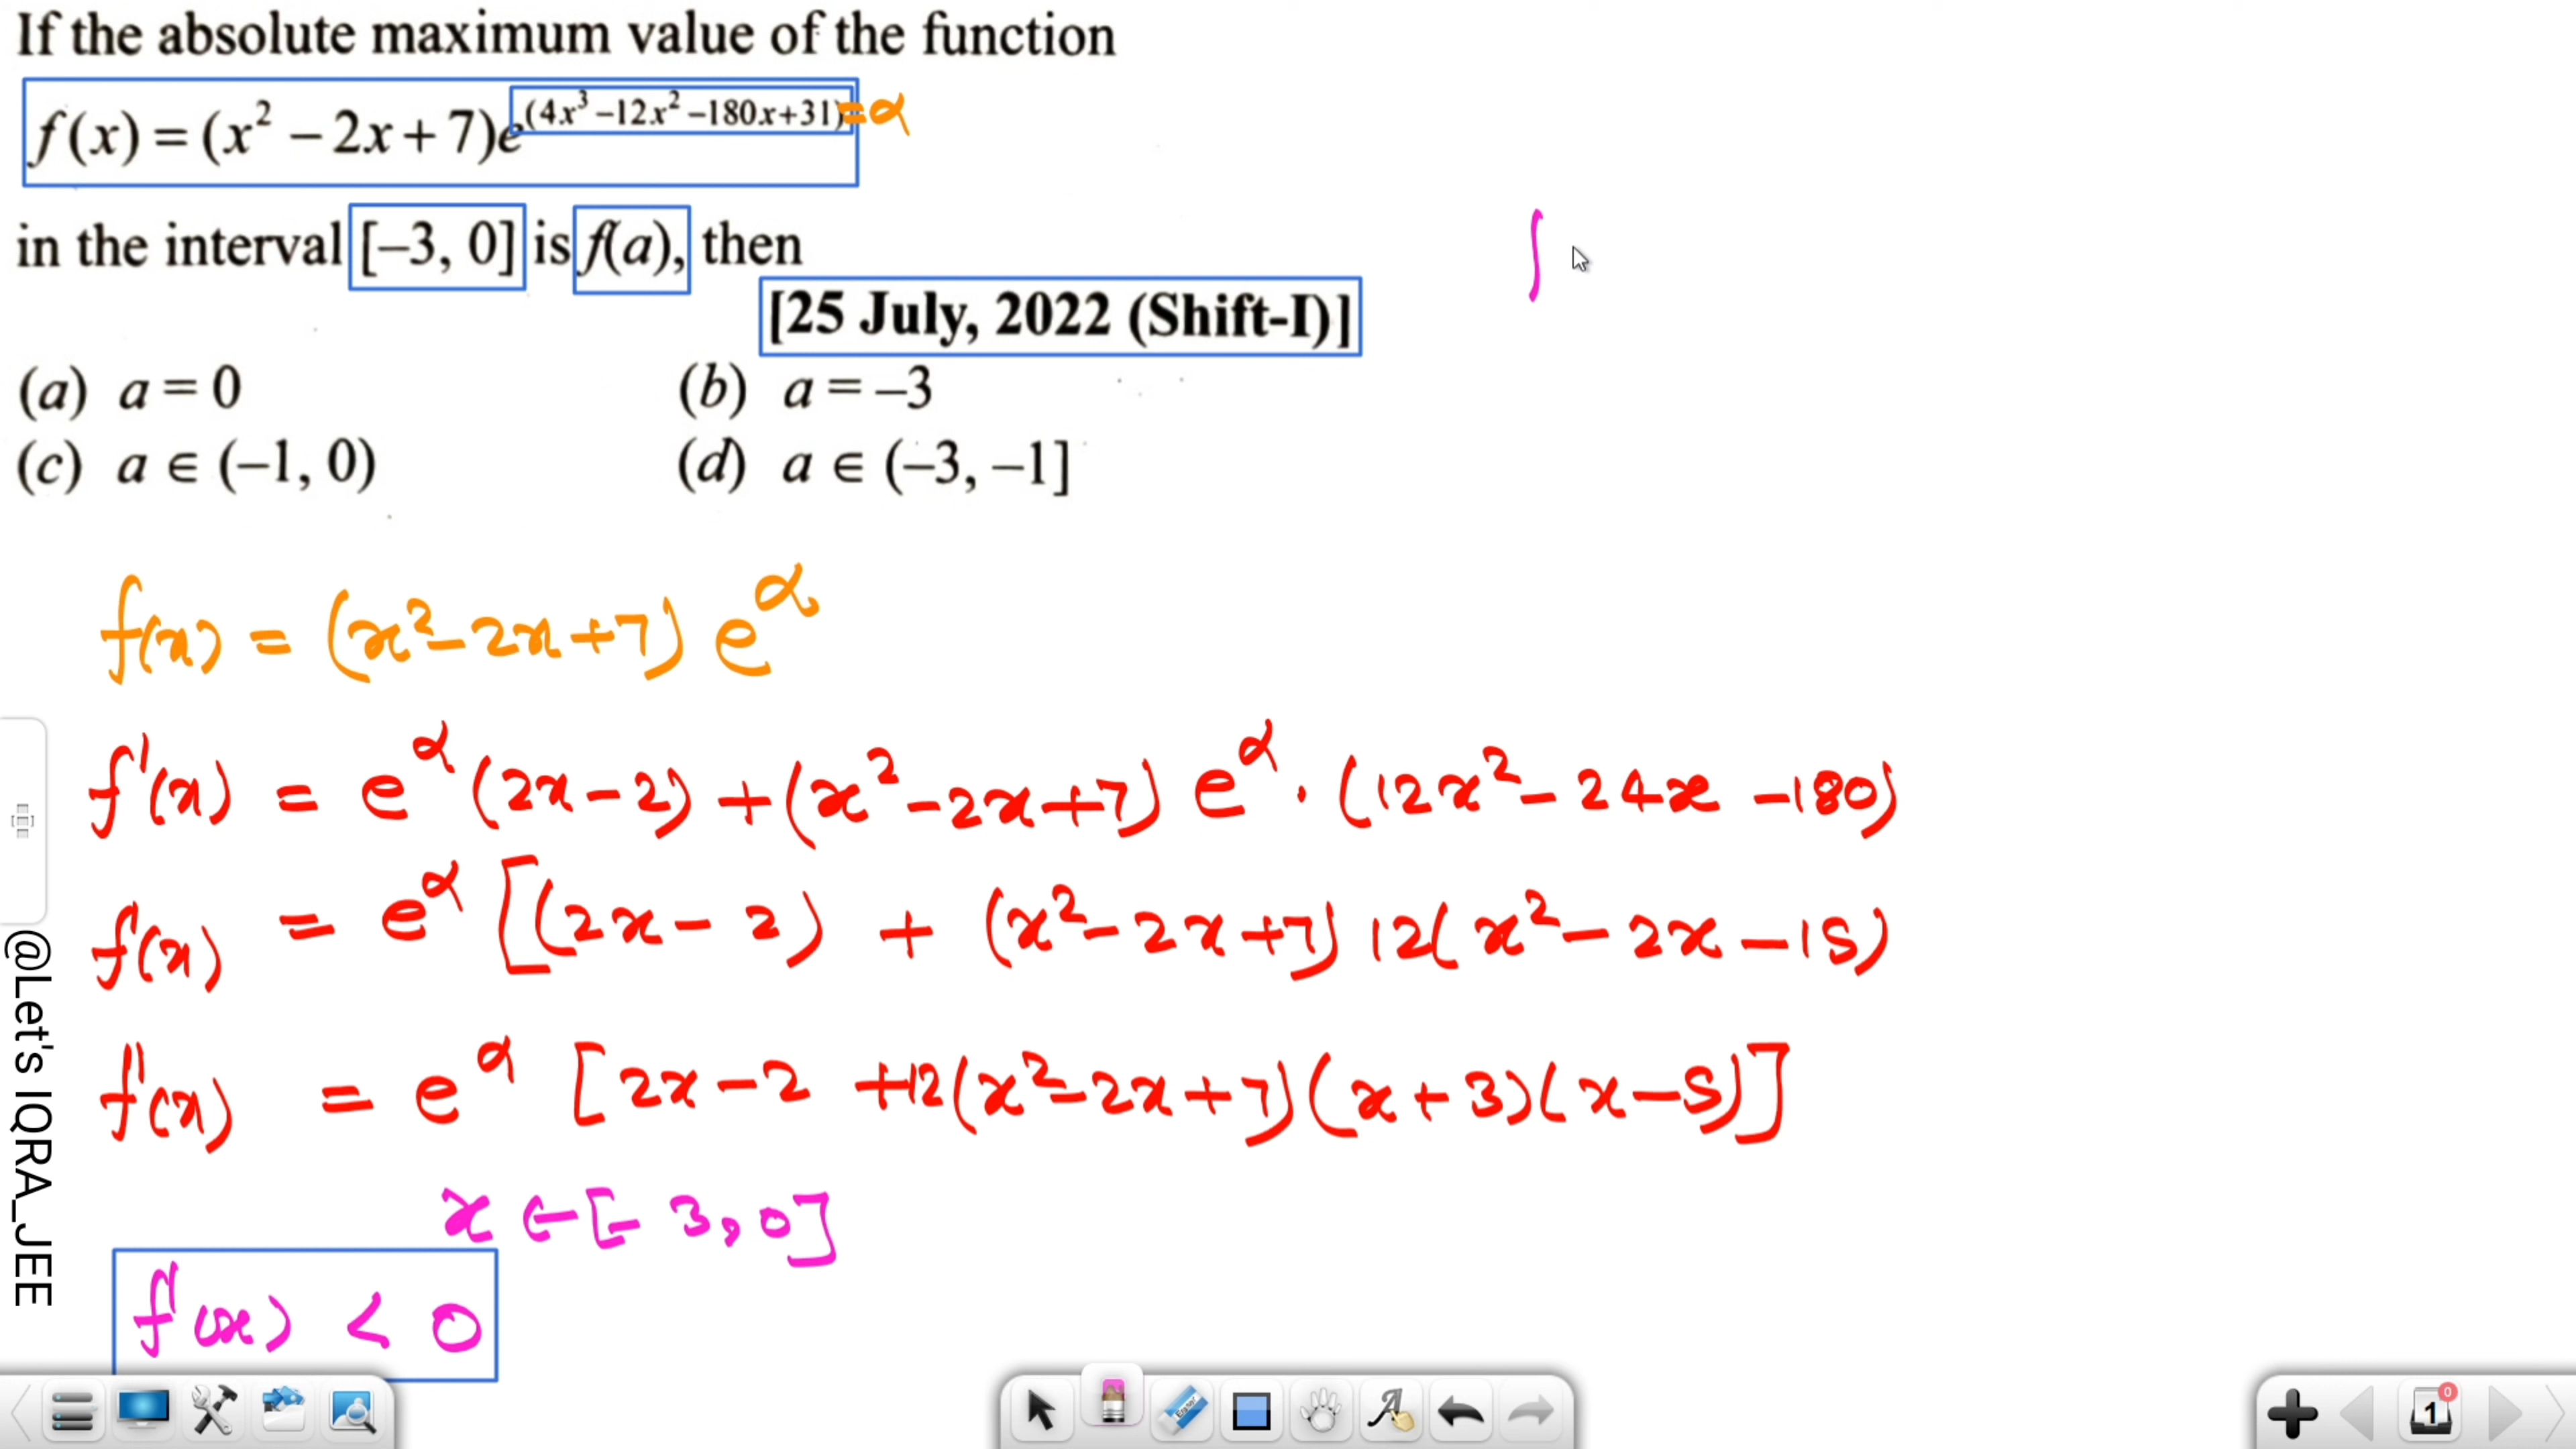 If the absolute maximum value of the function
f(x) = (x² – 2x + 7)e^(4x³ –12x² –180x+31) = α
in the interval [–3, 0] is f(a), then
[25 July, 2022 (Shift-I)]
(a) a = 0 (b) a = –3
(c) a ∈ (–1, 0) (d) a ∈ (–3, –1]
f(x) = (x²-2x+7) e^α
f'(x) = e^α (2x-2) + (x²-2x+7) e^α · (12x²-24x-180)
f'(x) = e^α [(2x-2) + (x²-2x+7) 12(x²-2x-15)
f'(x) = e^α [2x-2 +12(x²-2x+7)(x+3)(x-5)]
x ∈ [-3,0]
f'(x) < 0
@Let's IQRA_JEE
1
0